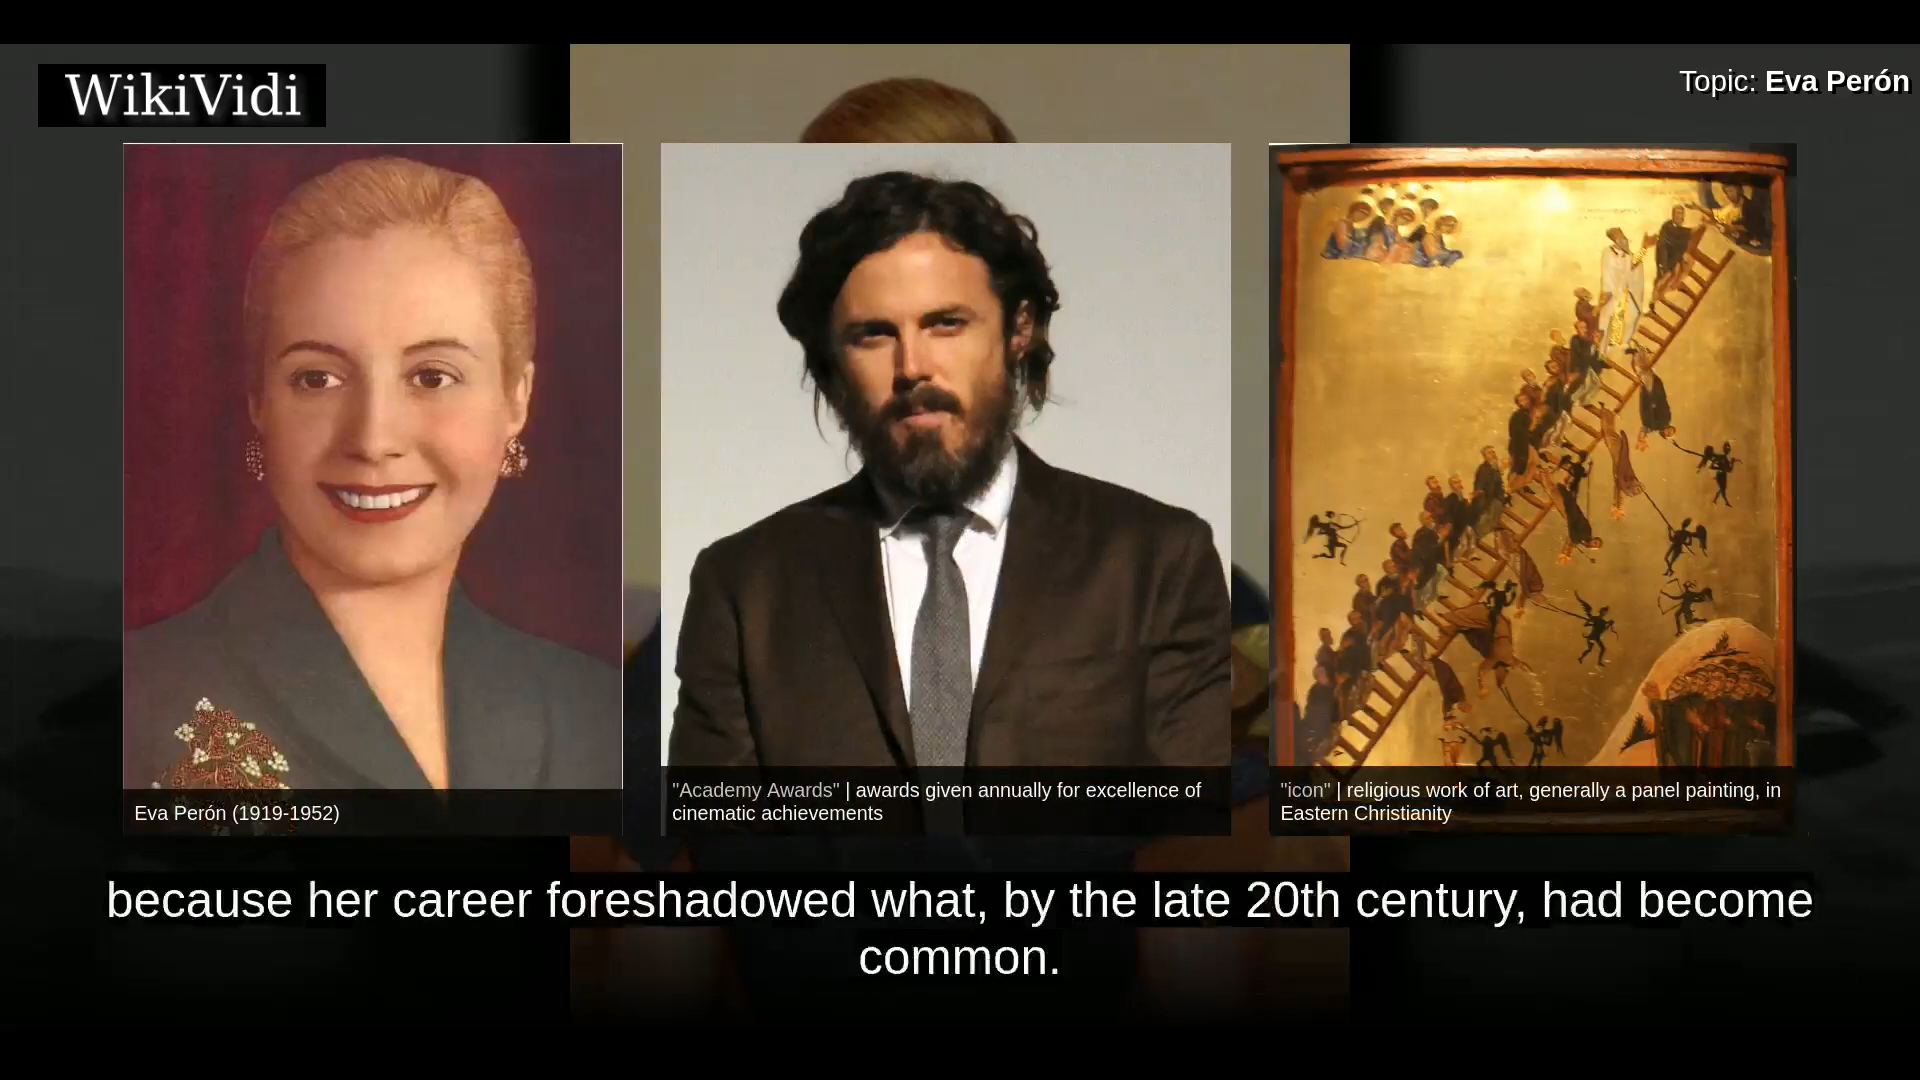 WikiVidi
Topic: Eva Perón
Eva Perón (1919-1952)
"Academy Awards" | awards given annually for excellence of
cinematic achievements
"icon" | religious work of art, generally a panel painting, in
Eastern Christianity
because her career foreshadowed what, by the late 20th century, had become
common.